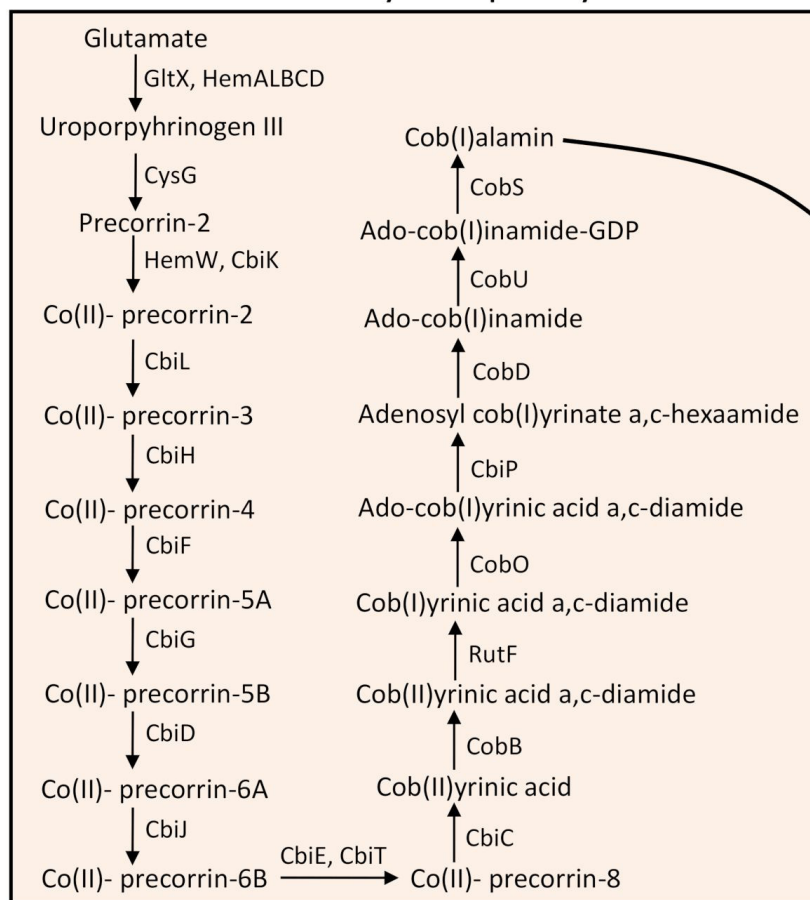 Glutamate
GltX, HemALBCD
Uroporpyhrinogen III
CysG
Precorrin-2
HemW, CbiK
Co(II)- precorrin-2
CbiL
Co(II)- precorrin-3
CbiH
Co(II)- precorrin-4
CbiF
Co(II)- precorrin-5A
CbiG
Co(II)- precorrin-5B
CbiD
Co(II)- precorrin-6A
CbiJ
Co(II)- precorrin-6B
CbiE, CbiT
Co(II)- precorrin-8
CbiC
Cob(II)yrinic acid
CobB
Cob(II)yrinic acid a,c-diamide
RutF
Cob(I)yrinic acid a,c-diamide
CobO
Ado-cob(I)yrinic acid a,c-diamide
CbiP
Adenosyl cob(I)yrinate a,c-hexaamide
CobD
Ado-cob(I)inamide
CobU
Ado-cob(I)inamide-GDP
CobS
Cob(I)alamin